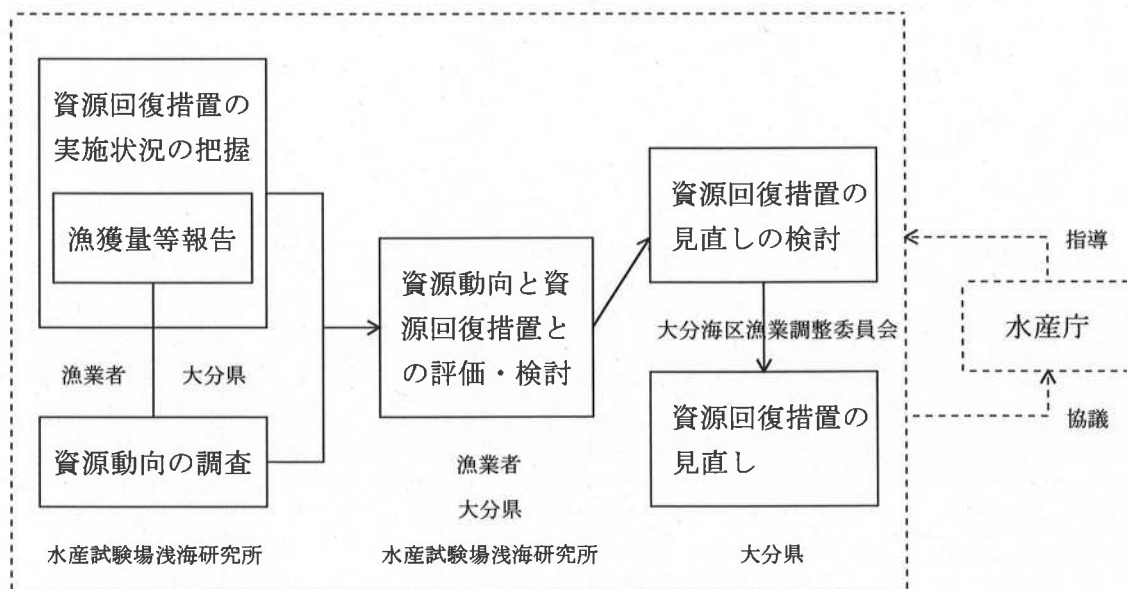 資源回復措置の
実施状況の把握
漁獲量等報告
漁業者
大分県
資源動向の調査
水産試験場浅海研究所
資源動向と資
源回復措置と
の評価・検討
漁業者
大分県
水産試験場浅海研究所
資源回復措置の
見直しの検討
大分海区漁業調整委員会
資源回復措置の
見直し
大分県
指導
水産庁
協議